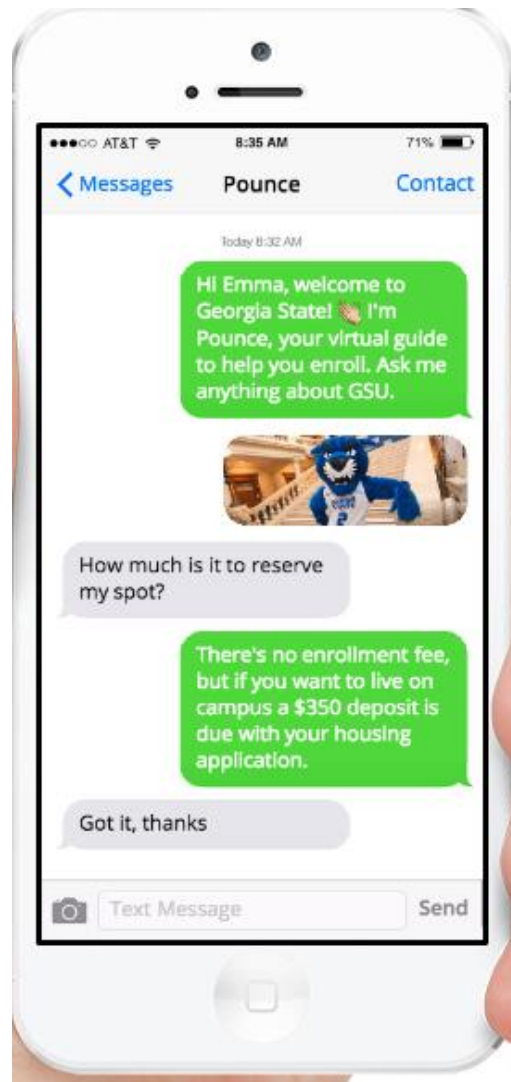 ●●●○○ AT&T 8:35 AM 71%
Messages Pounce Contact
Today 8:32 AM
Hi Emma, welcome to
Georgia State! 👏🏼 I'm
Pounce, your virtual guide
to help you enroll. Ask me
anything about GSU.
2
How much is it to reserve
my spot?
There's no enrollment fee,
but if you want to live on
campus a $350 deposit is
due with your housing
application.
Got it, thanks
Text Message Send